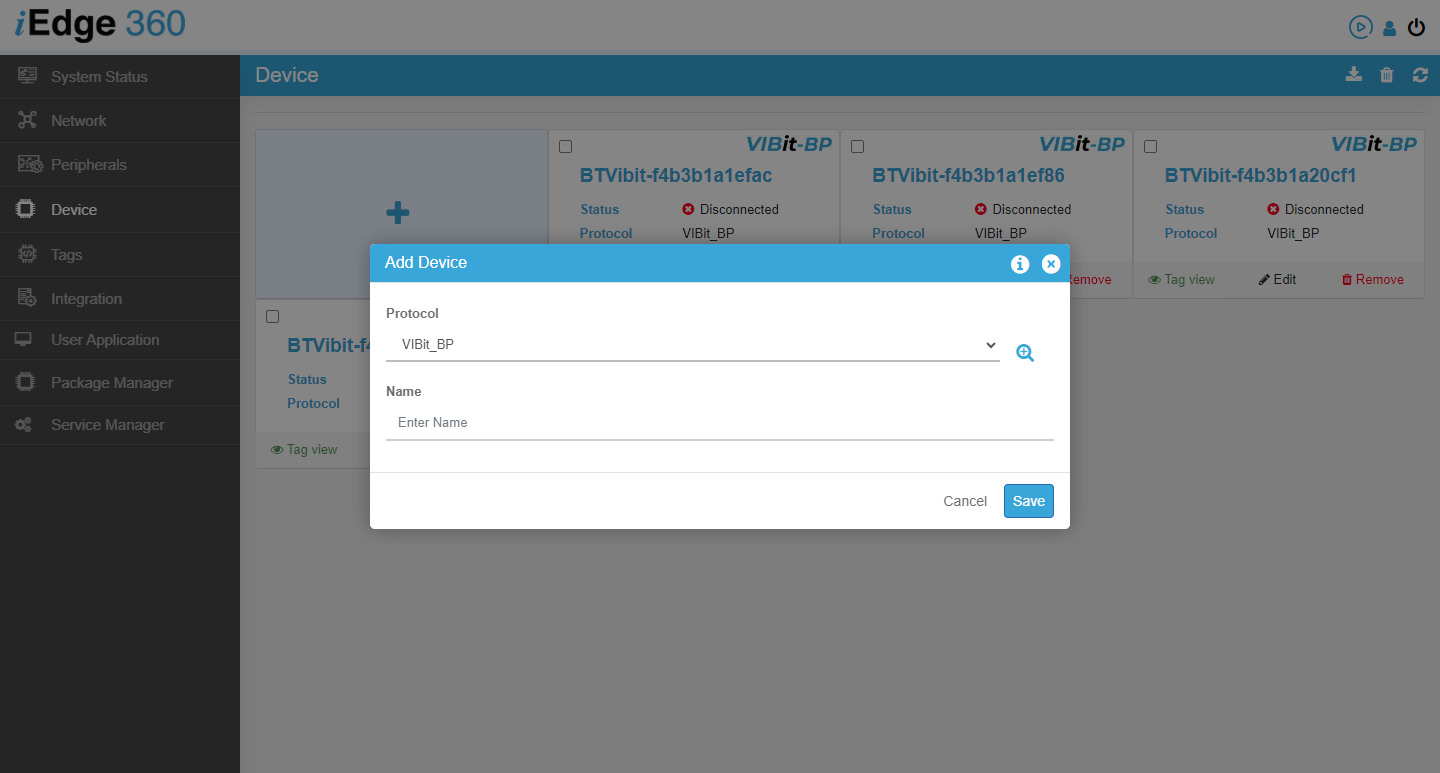 iEdge 360
System Status
Network
Peripherals
Device
Tags
Integration
User Application
Package Manager
Service Manager
Device
VIBit-BP
BTVibit-f4b3b1a1efac
Status Disconnected
Protocol VIBit_BP
VIBit-BP
BTVibit-f4b3b1a1ef86
Status Disconnected
Protocol VIBit_BP
Remove
VIBit-BP
BTVibit-f4b3b1a20cf1
Status Disconnected
Protocol VIBit_BP
Tag view Edit Remove
BTVibit-f4
Status
Protocol
Tag view
Add Device
Protocol
VIBit_BP
Name
Enter Name
Cancel Save